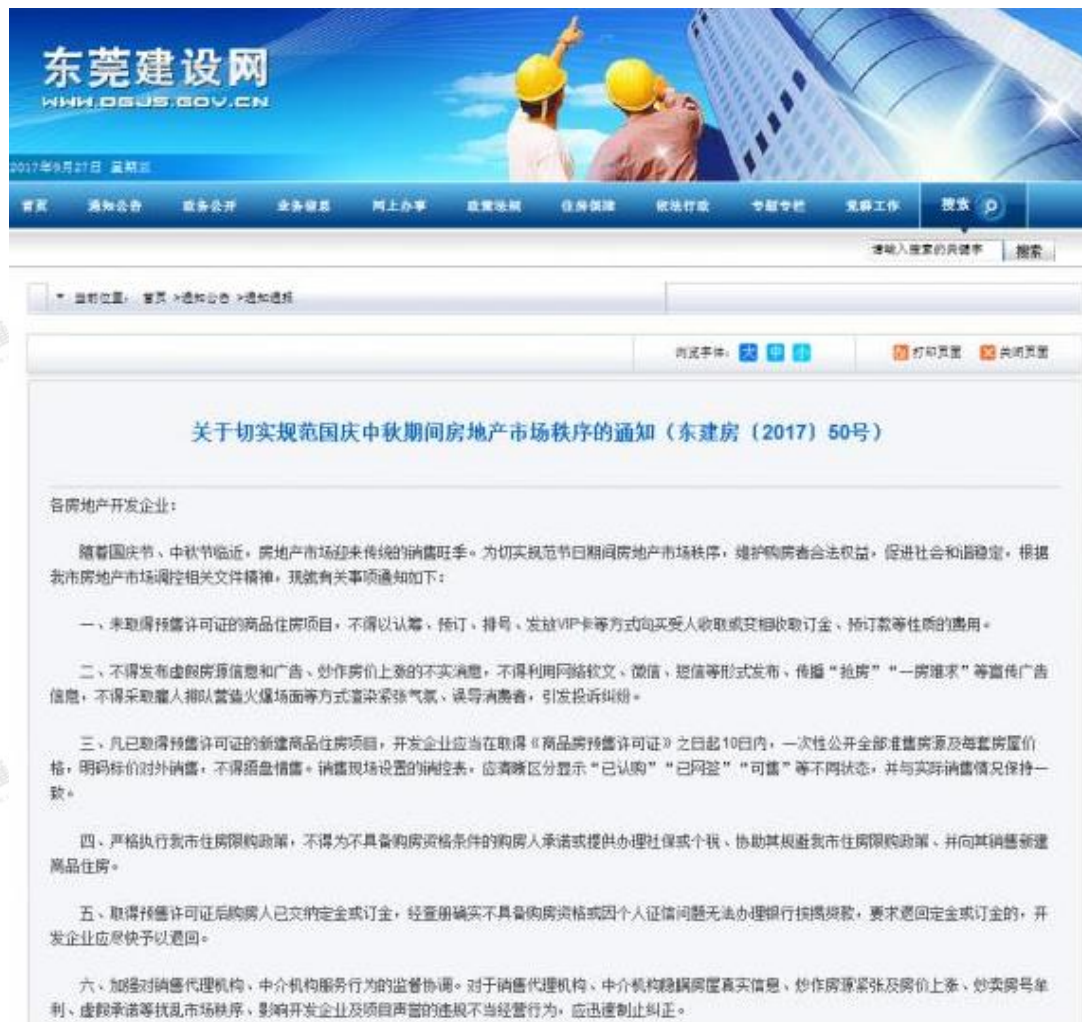 东莞建设网
WWW.DGJS.GOV.CN
2017年9月27日 星期三
首页 通知公告 政务公开 业务信息 网上办事 政策法规 住房保障 依法行政 专题专栏 党群工作 搜索
请输入搜索的关键字 搜索
当前位置： 首页 >通知公告 >通知通报
浏览字体： 大 中 小 打印页面 关闭页面
关于切实规范国庆中秋期间房地产市场秩序的通知（东建房〔2017〕50号）
各房地产开发企业：
随着国庆节、中秋节临近，房地产市场迎来传统的销售旺季。为切实规范节日期间房地产市场秩序，维护购房者合法权益，促进社会和谐稳定，根据
我市房地产市场调控相关文件精神，现就有关事项通知如下：
一、未取得预售许可证的商品住房项目，不得以认筹、预订、排号、发放VIP卡等方式向买受人收取或变相收取订金、预订款等性质的费用。
二、不得发布虚假房源信息和广告、炒作房价上涨的不实消息，不得利用网络软文、微信、短信等形式发布、传播“抢房”“一房难求”等宣传广告
信息，不得采取雇人排队营造火爆场面等方式渲染紧张气氛、误导消费者，引发投诉纠纷。
三、凡已取得预售许可证的新建商品住房项目，开发企业应当在取得《商品房预售许可证》之日起10日内，一次性公开全部准售房源及每套房屋价
格，明码标价对外销售，不得捂盘惜售。销售现场设置的销控表，应清晰区分显示“已认购”“已网签”“可售”等不同状态，并与实际销售情况保持一
致。
四、严格执行我市住房限购政策，不得为不具备购房资格条件的购房人承诺或提供办理社保或个税、协助其规避我市住房限购政策、并向其销售新建
商品住房。
五、取得预售许可证后购房人已交纳定金或订金，经查册确实不具备购房资格或因个人征信问题无法办理银行按揭贷款，要求退回定金或订金的，开
发企业应尽快予以退回。
六、加强对销售代理机构、中介机构服务行为的监督协调。对于销售代理机构、中介机构隐瞒房屋真实信息、炒作房源紧张及房价上涨、炒卖房号牟
利、虚假承诺等扰乱市场秩序、影响开发企业及项目声誉的违规不当经营行为，应迅速制止纠正。